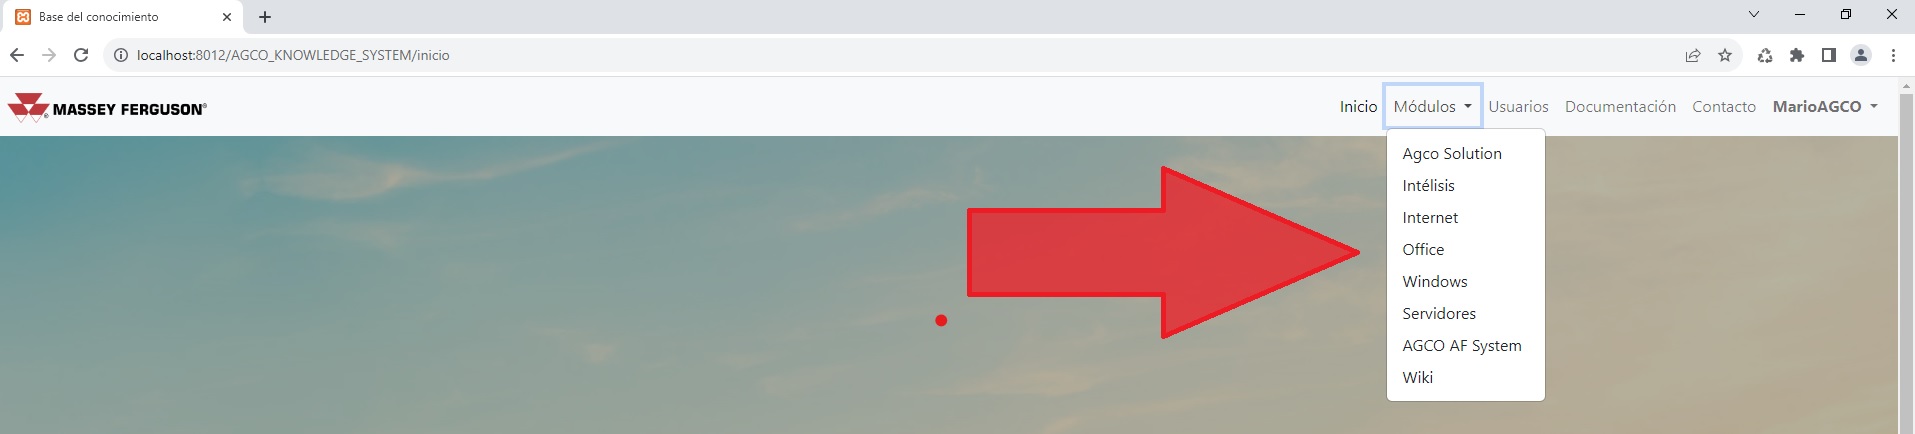 Base del conocimiento
localhost:8012/AGCO_KNOWLEDGE_SYSTEM/inicio
MASSEY FERGUSON® Inicio Módulos Usuarios Documentación Contacto MarioAGCO
Agco Solution
Intélisis
Internet
Office
Windows
Servidores
AGCO AF System
Wiki